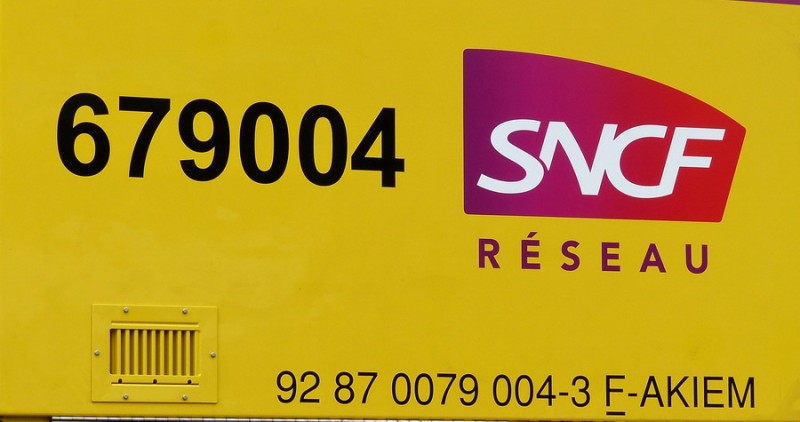 679004
SNCF
RÉSEAU
92 87 0079 004-3 F-AKIEM